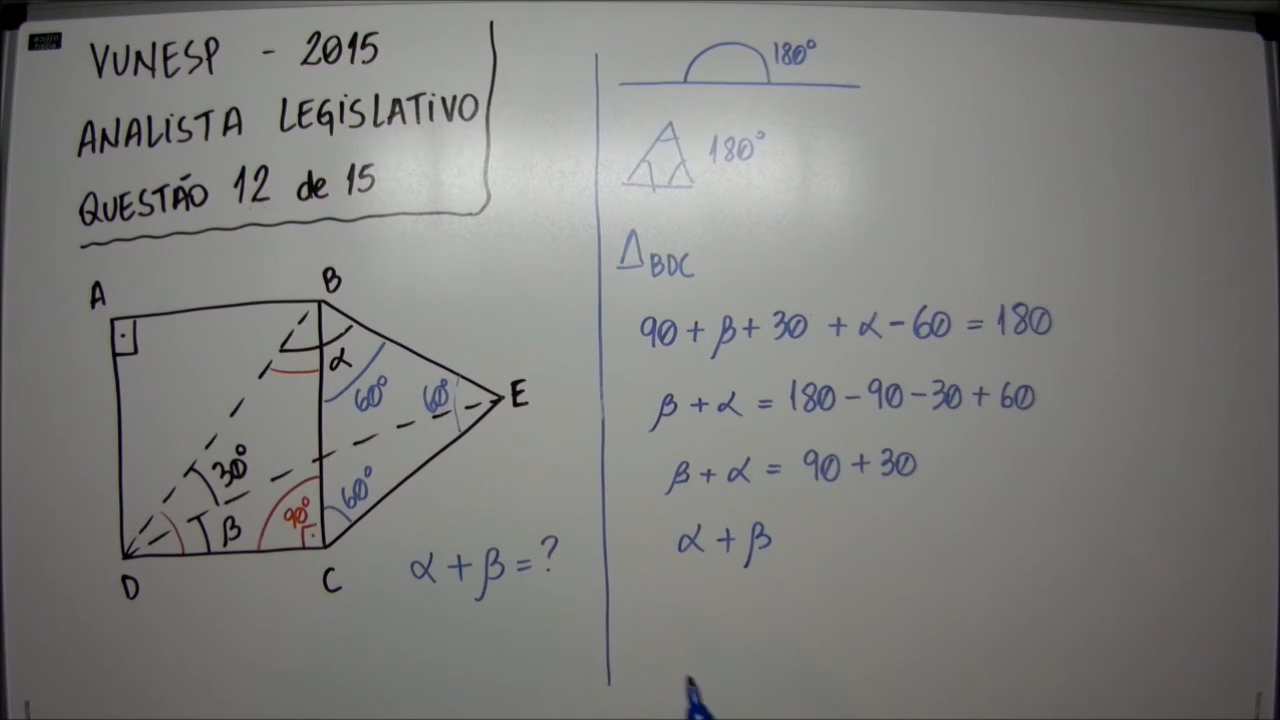 VUNESP - 2015
ANALISTA LEGISLATIVO
QUESTÃO 12 de 15
A
B
α
60°
60°
E
30°
β
90°
60°
D
C
α + β = ?
180°
180°
Δ BDC
90 + β + 30 + α - 60 = 180
β + α = 180 - 90 - 30 + 60
β + α = 90 + 30
α + β